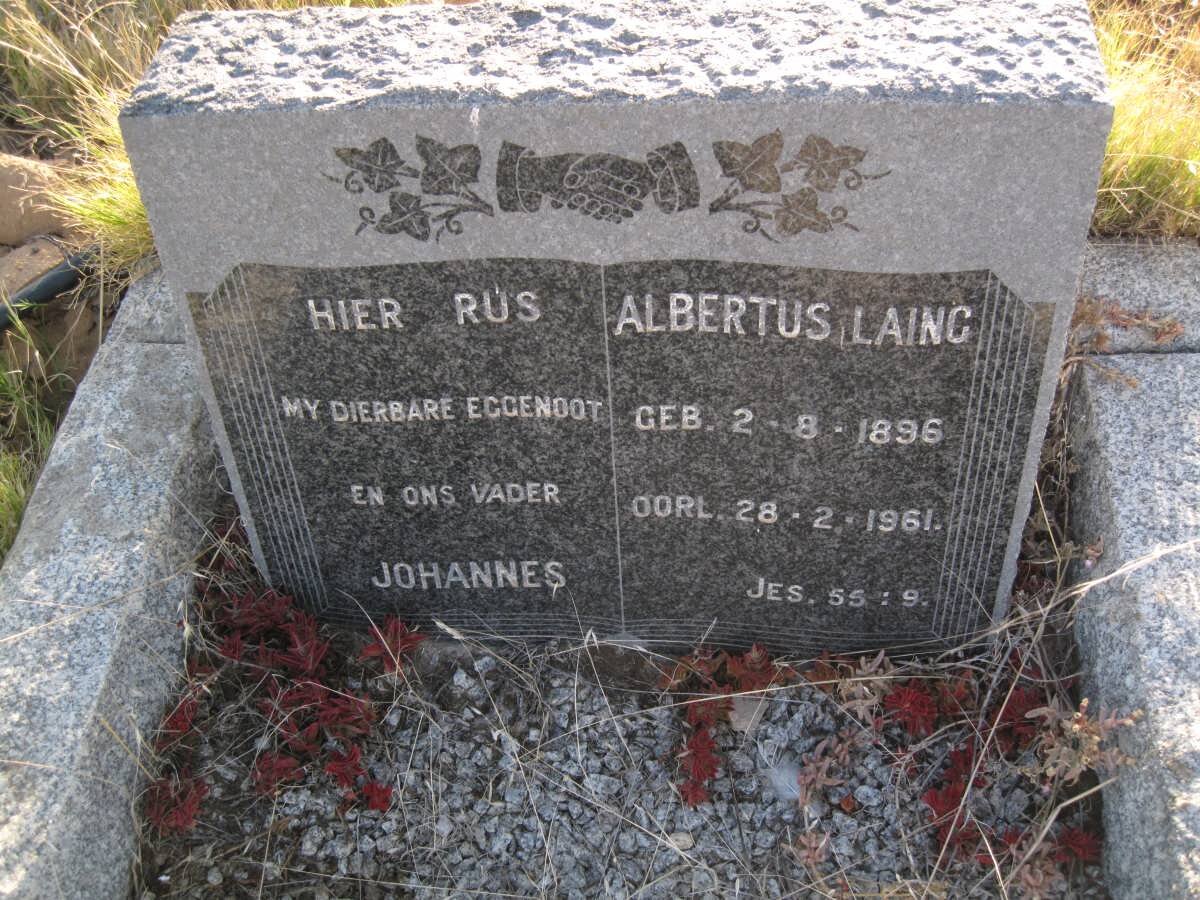 HIER RUS
MY DIERBARE EGGENOOT
EN ONS VADER
JOHANNES
ALBERTUS LAING
GEB. 2-8-1896
OORL. 28-2-1961.
JES. 55:9.